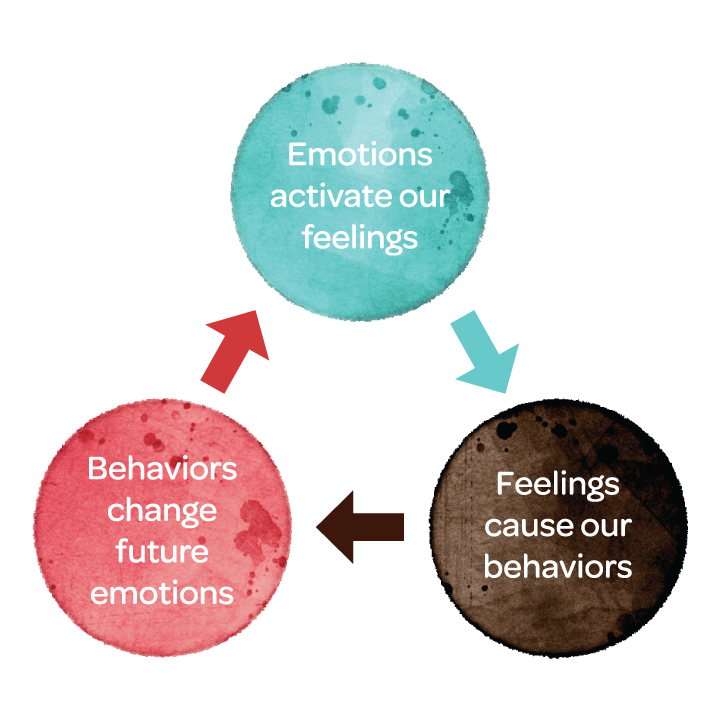 Emotions
activate our
feelings
Feelings
cause our
behaviors
Behaviors
change
future
emotions